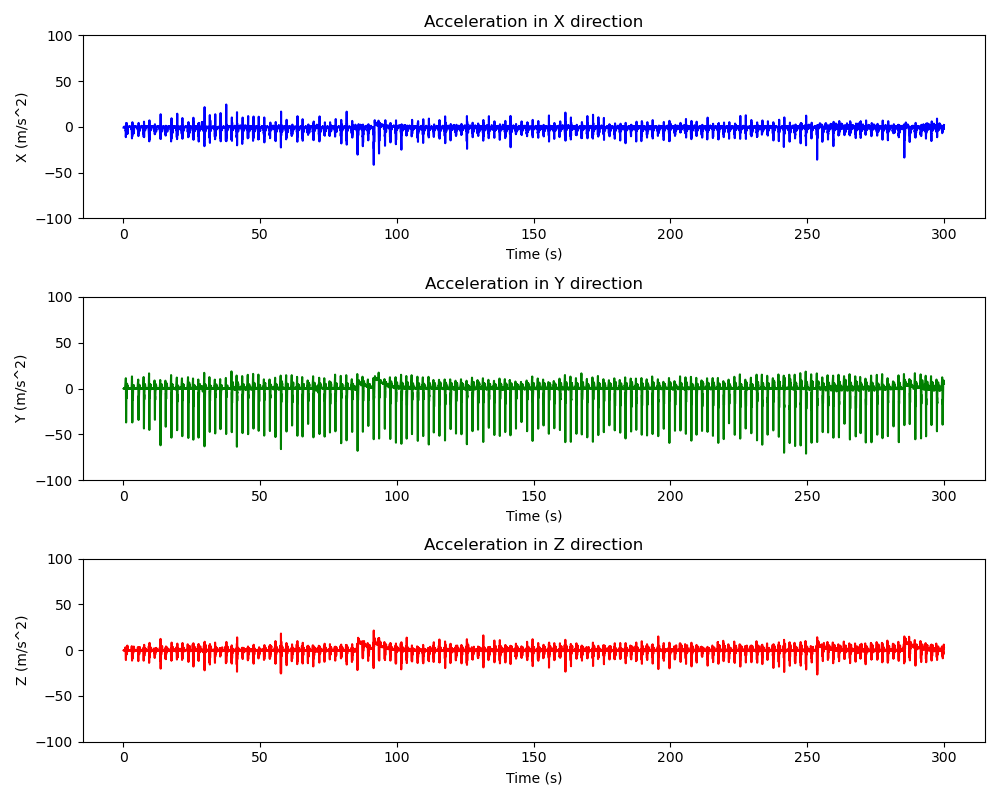 Acceleration in X direction
100
50
0
−50
−100
X (m/s^2)
0 50 100 150 200 250 300
Time (s)
Acceleration in Y direction
100
50
0
−50
−100
Y (m/s^2)
0 50 100 150 200 250 300
Time (s)
Acceleration in Z direction
100
50
0
−50
−100
Z (m/s^2)
0 50 100 150 200 250 300
Time (s)